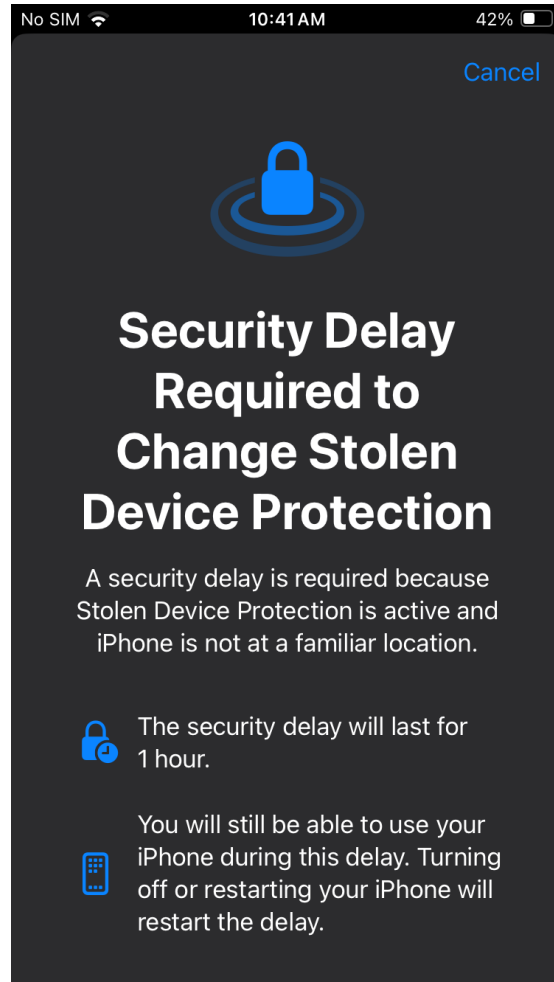 No SIM 10:41 AM 42%
Cancel
Security Delay
Required to
Change Stolen
Device Protection
A security delay is required because
Stolen Device Protection is active and
iPhone is not at a familiar location.
The security delay will last for
1 hour.
You will still be able to use your
iPhone during this delay. Turning
off or restarting your iPhone will
restart the delay.